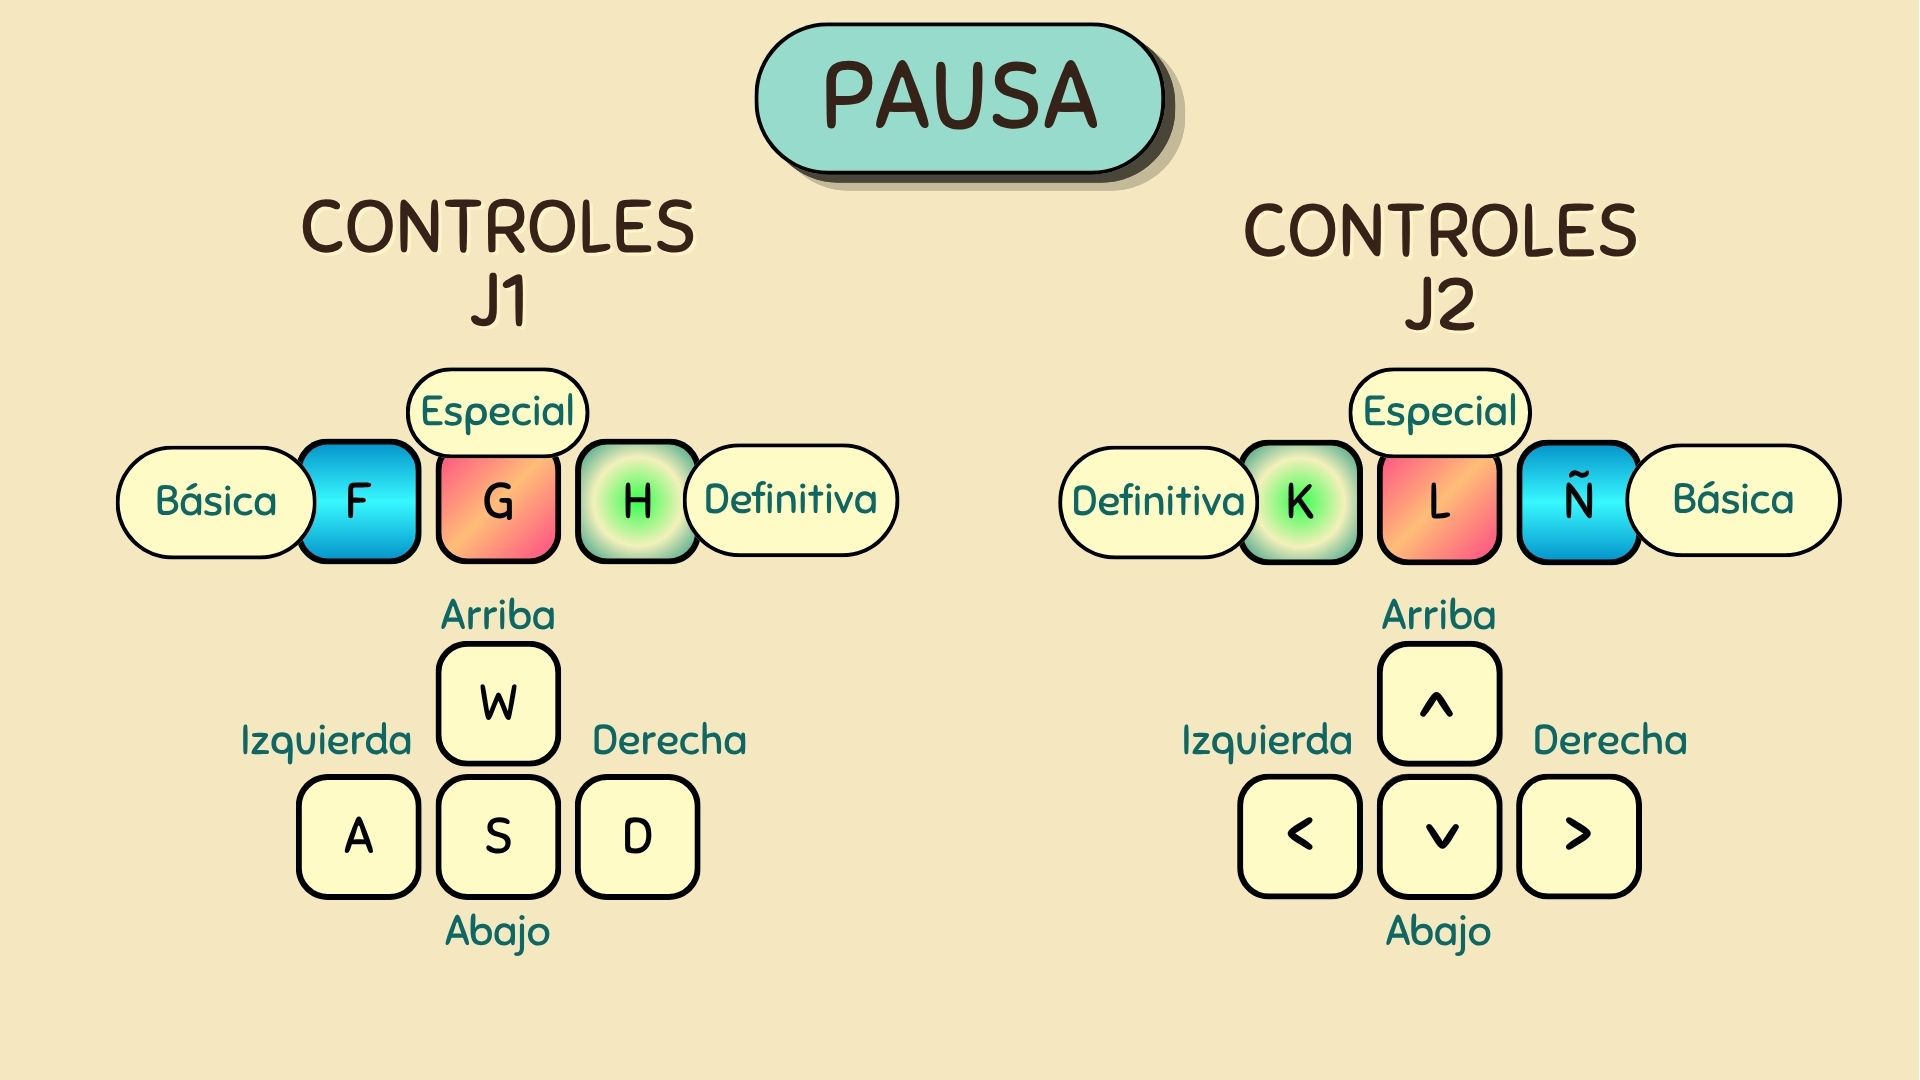 PAUSA
CONTROLES
J1
Especial
Básica F G H Definitiva
Arriba
W
Izquierda Derecha
A S D
Abajo
CONTROLES
J2
Especial
Definitiva K L Ñ Básica
Arriba
^
Izquierda Derecha
< v >
Abajo